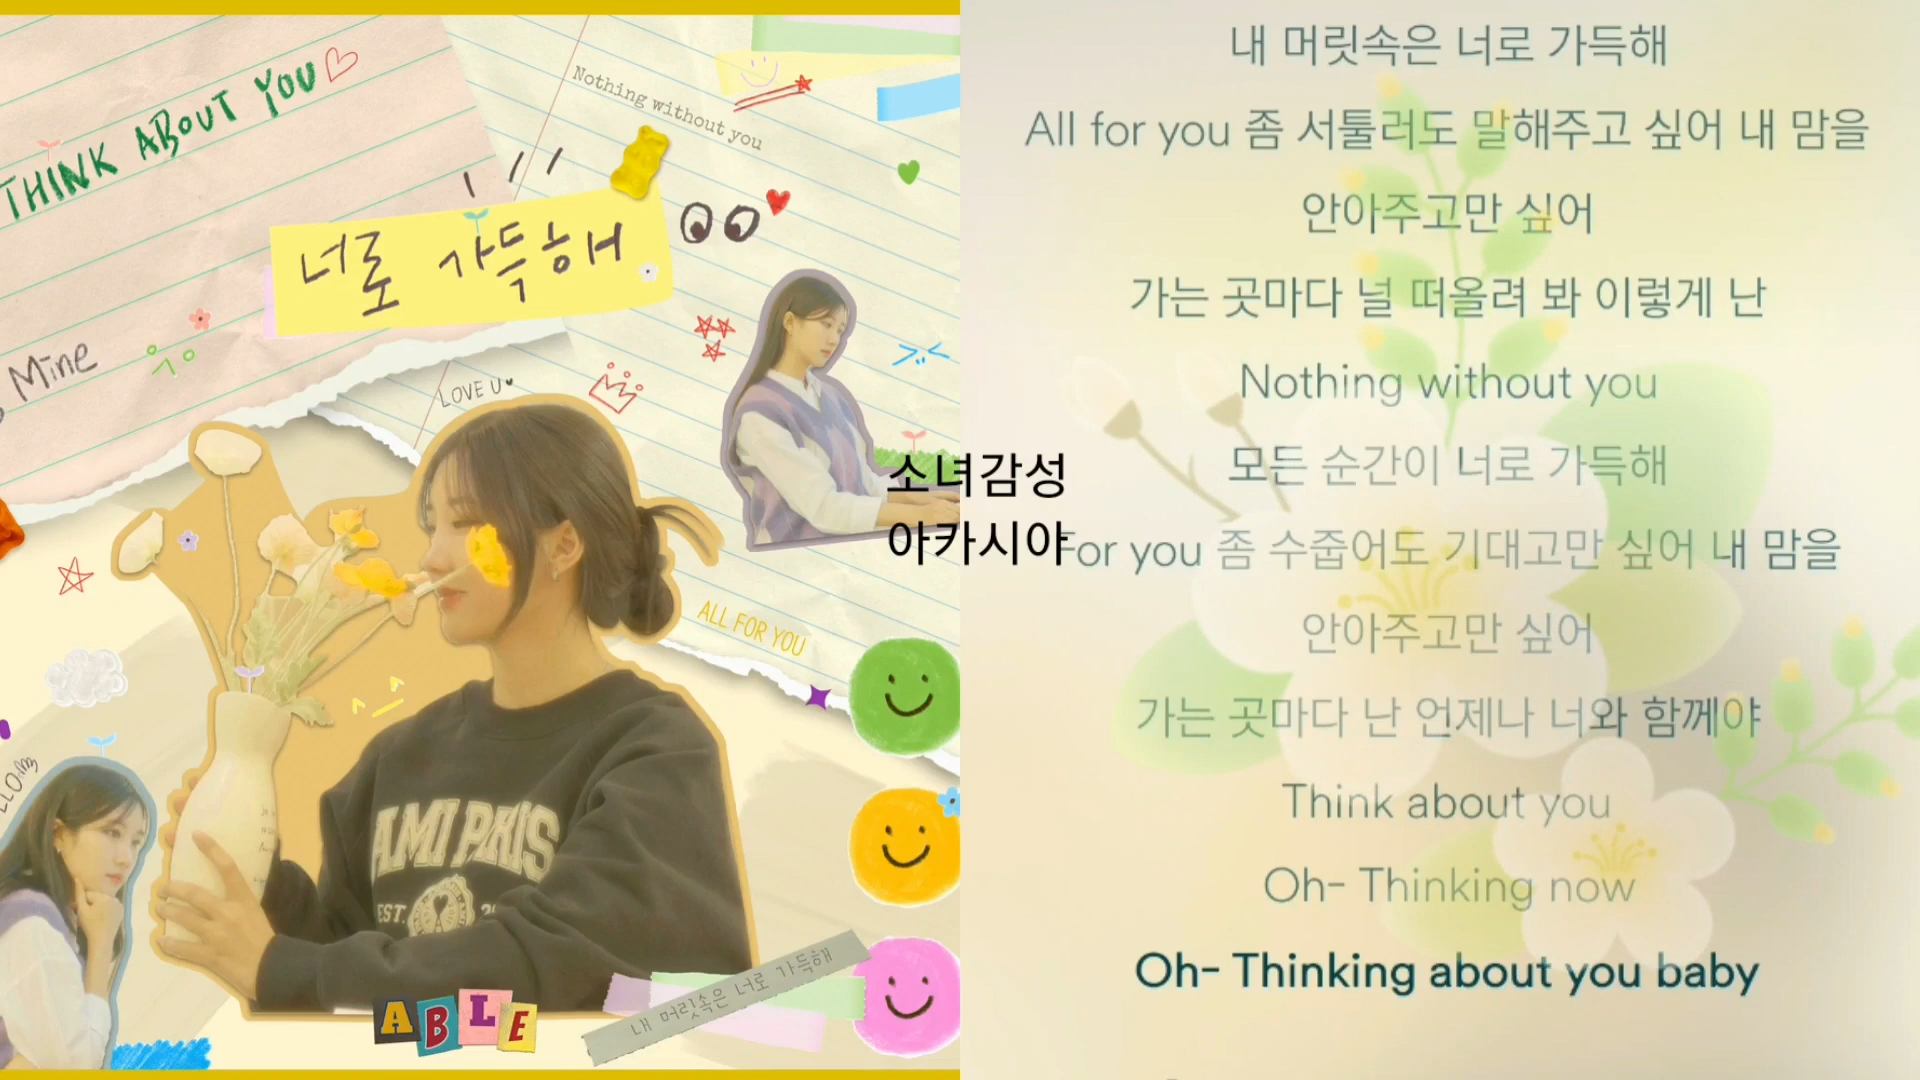 THINK ABOUT YOU
Nothing without you
너로 가득해
Mine
LOVE U
ALL FOR YOU
AMI PARIS
EST.
ABLE
내 머릿속은 너로 가득해
소녀감성
아카시아
내 머릿속은 너로 가득해
All for you 좀 서툴러도 말해주고 싶어 내 맘을
안아주고만 싶어
가는 곳마다 널 떠올려 봐 이렇게 난
Nothing without you
모든 순간이 너로 가득해
For you 좀 수줍어도 기대고만 싶어 내 맘을
안아주고만 싶어
가는 곳마다 난 언제나 너와 함께야
Think about you
Oh- Thinking now
Oh- Thinking about you baby